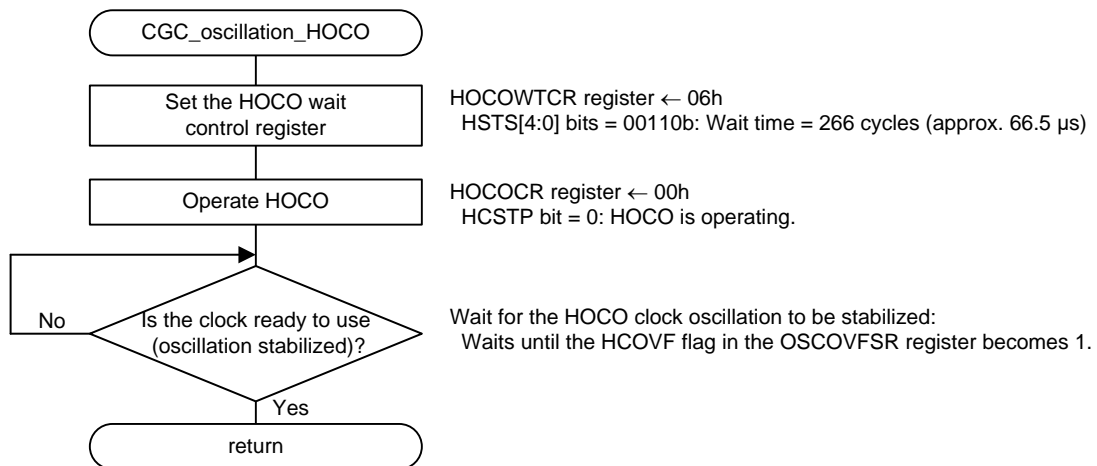 CGC_oscillation_HOCO
Set the HOCO wait
control register
HOCOWTCR register ← 06h
HSTS[4:0] bits = 00110b: Wait time = 266 cycles (approx. 66.5 µs)
Operate HOCO
HOCOCR register ← 00h
HCSTP bit = 0: HOCO is operating.
No
Is the clock ready to use
(oscillation stabilized)?
Wait for the HOCO clock oscillation to be stabilized:
Waits until the HCOVF flag in the OSCOVFSR register becomes 1.
Yes
return